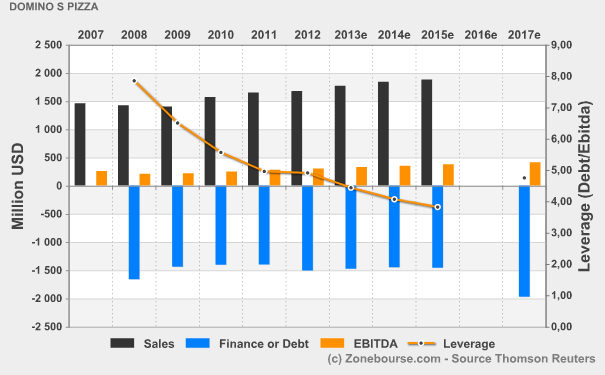 DOMINO S PIZZA
2007 2008 2009 2010 2011 2012 2013e 2014e 2015e 2016e 2017e
2 500 9,00
2 000 8,00
1 500 7,00
1 000 6,00
500 5,00
0 4,00
-500 3,00
-1 000 2,00
-1 500 1,00
-2 000 0,00
-2 500
Million USD
Leverage (Debt/Ebitda)
Sales Finance or Debt EBITDA Leverage
(c) Zonebourse.com - Source Thomson Reuters